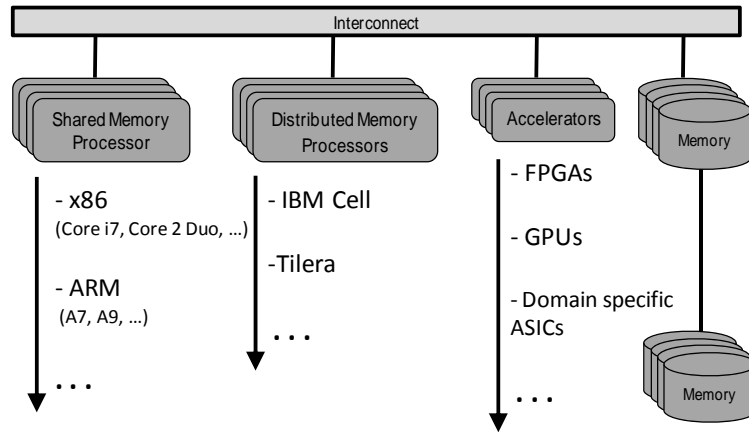 Interconnect
Shared Memory
Processor
- x86
(Core i7, Core 2 Duo, ...)
- ARM
(A7, A9, ...)
. . .
Distributed Memory
Processors
- IBM Cell
-Tilera
. . .
Accelerators
- FPGAs
- GPUs
- Domain specific
ASICs
. . .
Memory
Memory